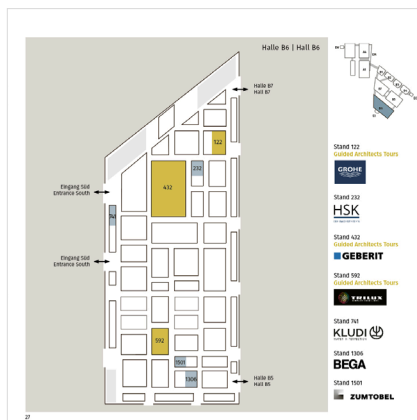 Halle B6 | Hall B6
Halle B7
Hall B7
122
232
432
Eingang Süd
Entrance South
741
Eingang Süd
Entrance South
592
1501
1306
Halle B5
Stand 122
Guided Architects Tours
GROHE
Stand 232
HSK
Stand 432
Guided Architects Tours
GEBERIT
Stand 592
Guided Architects Tours
TRILUX
Stand 741
KLUDI
Stand 1306
BEGA
Stand 1501
ZUMTOBEL
27